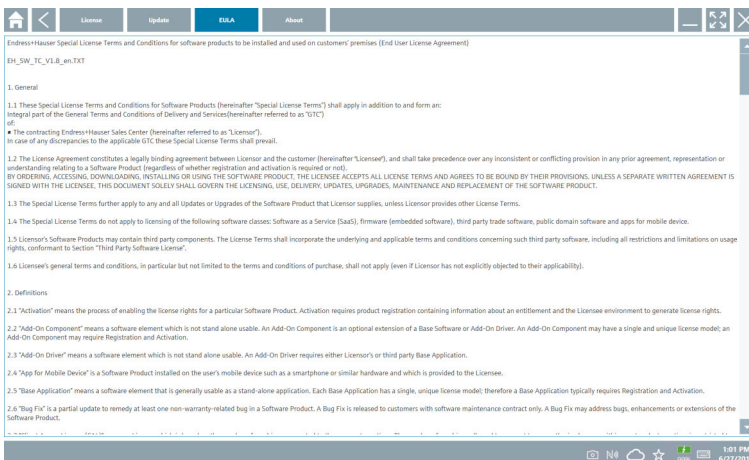 License
Update
EULA
About
Endress+Hauser Special License Terms and Conditions for software products to be installed and used on customers' premises (End User License Agreement)
EH_SW_TC_V1.8_en.TXT
1. General
1.1 These Special License Terms and Conditions for Software Products (hereinafter "Special License Terms") shall apply in addition to and form an:
Integral part of the General Terms and Conditions of Delivery and Services(hereinafter referred to as "GTC")
of:
● The contracting Endress+Hauser Sales Center (hereinafter referred to as "Licensor").
In case of any discrepancies to the applicable GTC these Special License Terms shall prevail.
1.2 The License Agreement constitutes a legally binding agreement between Licensor and the customer (hereinafter "Licensee"), and shall take precedence over any inconsistent or conflicting provision in any prior agreement, representation or
understanding relating to a Software Product (regardless of whether registration and activation is required or not).
BY ORDERING, ACCESSING, DOWNLOADING, INSTALLING OR USING THE SOFTWARE PRODUCT, THE LICENSEE ACCEPTS ALL LICENSE TERMS AND AGREES TO BE BOUND BY THEIR PROVISIONS. UNLESS A SEPARATE WRITTEN AGREEMENT IS
SIGNED WITH THE LICENSEE, THIS DOCUMENT SOLELY SHALL GOVERN THE LICENSING, USE, DELIVERY, UPDATES, UPGRADES, MAINTENANCE AND REPLACEMENT OF THE SOFTWARE PRODUCT.
1.3 The Special License Terms further apply to any and all Updates or Upgrades of the Software Product that Licensor supplies, unless Licensor provides other License Terms.
1.4 The Special License Terms do not apply to licensing of the following software classes: Software as a Service (SaaS), firmware (embedded software), third party trade software, public domain software and apps for mobile device.
1.5 Licensor's Software Products may contain third party components. The License Terms shall incorporate the underlying and applicable terms and conditions concerning such third party software, including all restrictions and limitations on usage
rights, conformant to Section "Third Party Software License".
1.6 Licensee's general terms and conditions, in particular but not limited to the terms and conditions of purchase, shall not apply (even if Licensor has not explicitly objected to their applicability).
2. Definitions
2.1 "Activation" means the process of enabling the license rights for a particular Software Product. Activation requires product registration containing information about an entitlement and the Licensee environment to generate license rights.
2.2 "Add-On Component" means a software element which is not stand alone usable. An Add-On Component is an optional extension of a Base Software or Add-On Driver. An Add-On Component may have a single and unique license model; an
Add-On Component may require Registration and Activation.
2.3 "Add-On Driver" means a software element which is not stand alone usable. An Add-On Driver requires either Licensor's or third party Base Application.
2.4 "App for Mobile Device" is a Software Product installed on the user's mobile device such as a smartphone or similar hardware and which is provided to the Licensee.
2.5 "Base Application" means a software element that is generally usable as a stand-alone application. Each Base Application has a single, unique license model; therefore a Base Application typically requires Registration and Activation.
2.6 "Bug Fix" is a partial update to remedy at least one non-warranty-related bug in a Software Product. A Bug Fix is released to customers with software maintenance contract only. A Bug Fix may address bugs, enhancements or extensions of the
Software Product.
1:01 PM